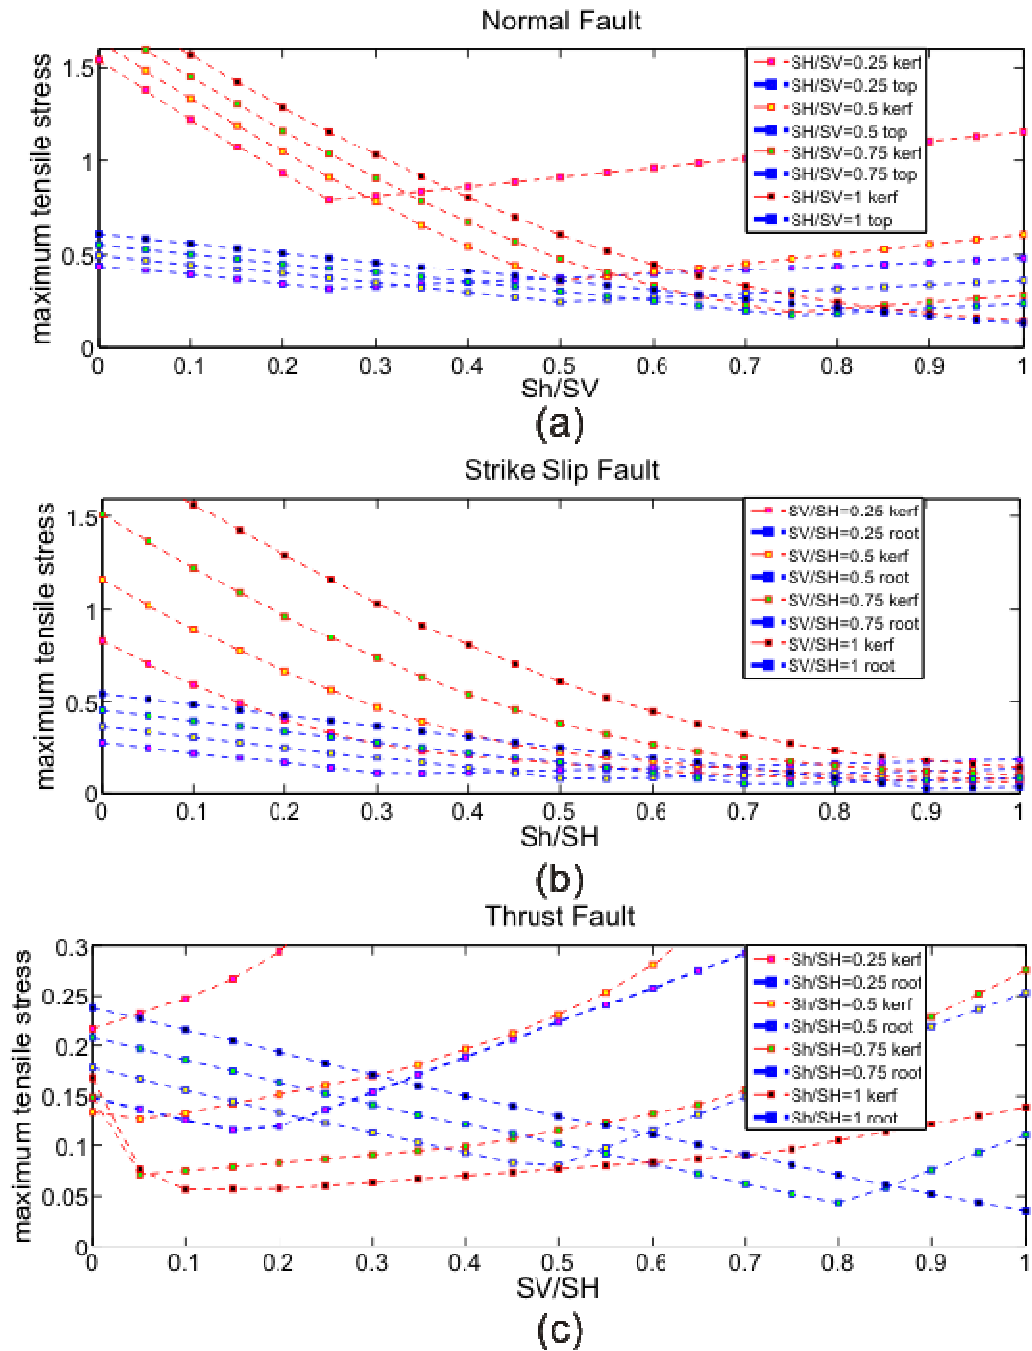 Normal Fault
maximum tensile stress
1.5
1
0.5
0
SH/SV=0.25 kerf
SH/SV=0.25 top
SH/SV=0.5 kerf
SH/SV=0.5 top
SH/SV=0.75 kerf
SH/SV=0.75 top
SH/SV=1 kerf
SH/SV=1 top
0 0.1 0.2 0.3 0.4 0.5 0.6 0.7 0.8 0.9 1
Sh/SV
(a)
Strike Slip Fault
maximum tensile stress
1.5
1
0.5
0
SV/SH=0.25 kerf
SV/SH=0.25 root
SV/SH=0.5 kerf
SV/SH=0.5 root
SV/SH=0.75 kerf
SV/SH=0.75 root
SV/SH=1 kerf
SV/SH=1 root
0 0.1 0.2 0.3 0.4 0.5 0.6 0.7 0.8 0.9 1
Sh/SH
(b)
Thrust Fault
maximum tensile stress
0.3
0.25
0.2
0.15
0.1
0.05
0
Sh/SH=0.25 kerf
Sh/SH=0.25 root
Sh/SH=0.5 kerf
Sh/SH=0.5 root
Sh/SH=0.75 kerf
Sh/SH=0.75 root
Sh/SH=1 kerf
Sh/SH=1 root
0 0.1 0.2 0.3 0.4 0.5 0.6 0.7 0.8 0.9 1
SV/SH
(c)